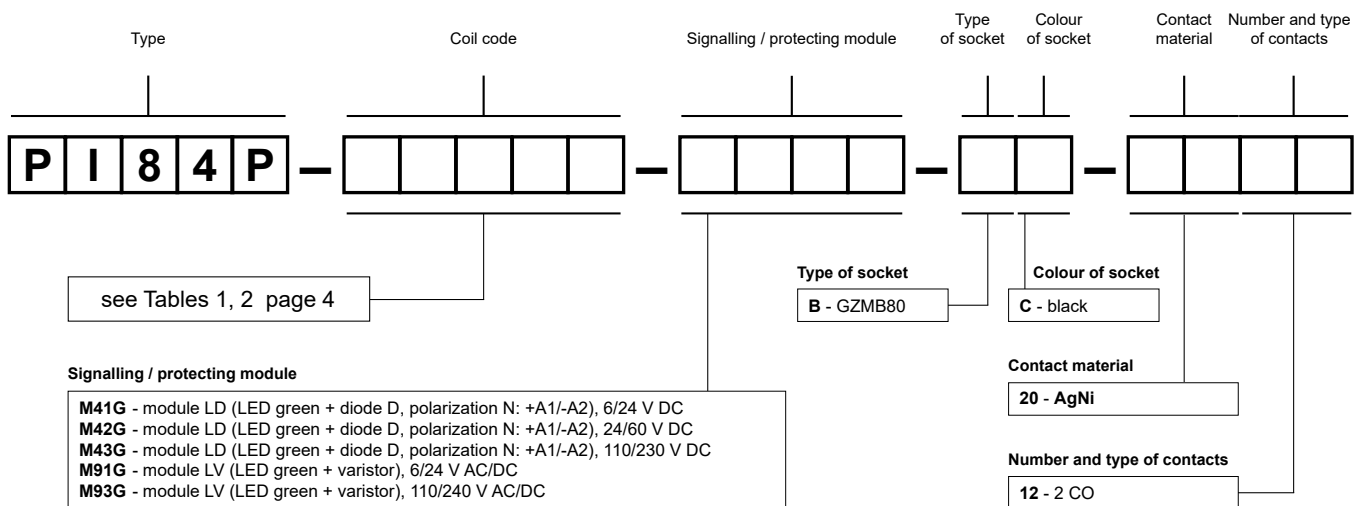 Type
Coil code
Signalling / protecting module
Type
of socket
Colour
of socket
Contact
material
Number and type
of contacts
P I 8 4 P – – – –
see Tables 1, 2 page 4
Type of socket
B - GZMB80
Colour of socket
C - black
Signalling / protecting module
M41G - module LD (LED green + diode D, polarization N: +A1/-A2), 6/24 V DC
M42G - module LD (LED green + diode D, polarization N: +A1/-A2), 24/60 V DC
M43G - module LD (LED green + diode D, polarization N: +A1/-A2), 110/230 V DC
M91G - module LV (LED green + varistor), 6/24 V AC/DC
M93G - module LV (LED green + varistor), 110/240 V AC/DC
Contact material
20 - AgNi
Number and type of contacts
12 - 2 CO